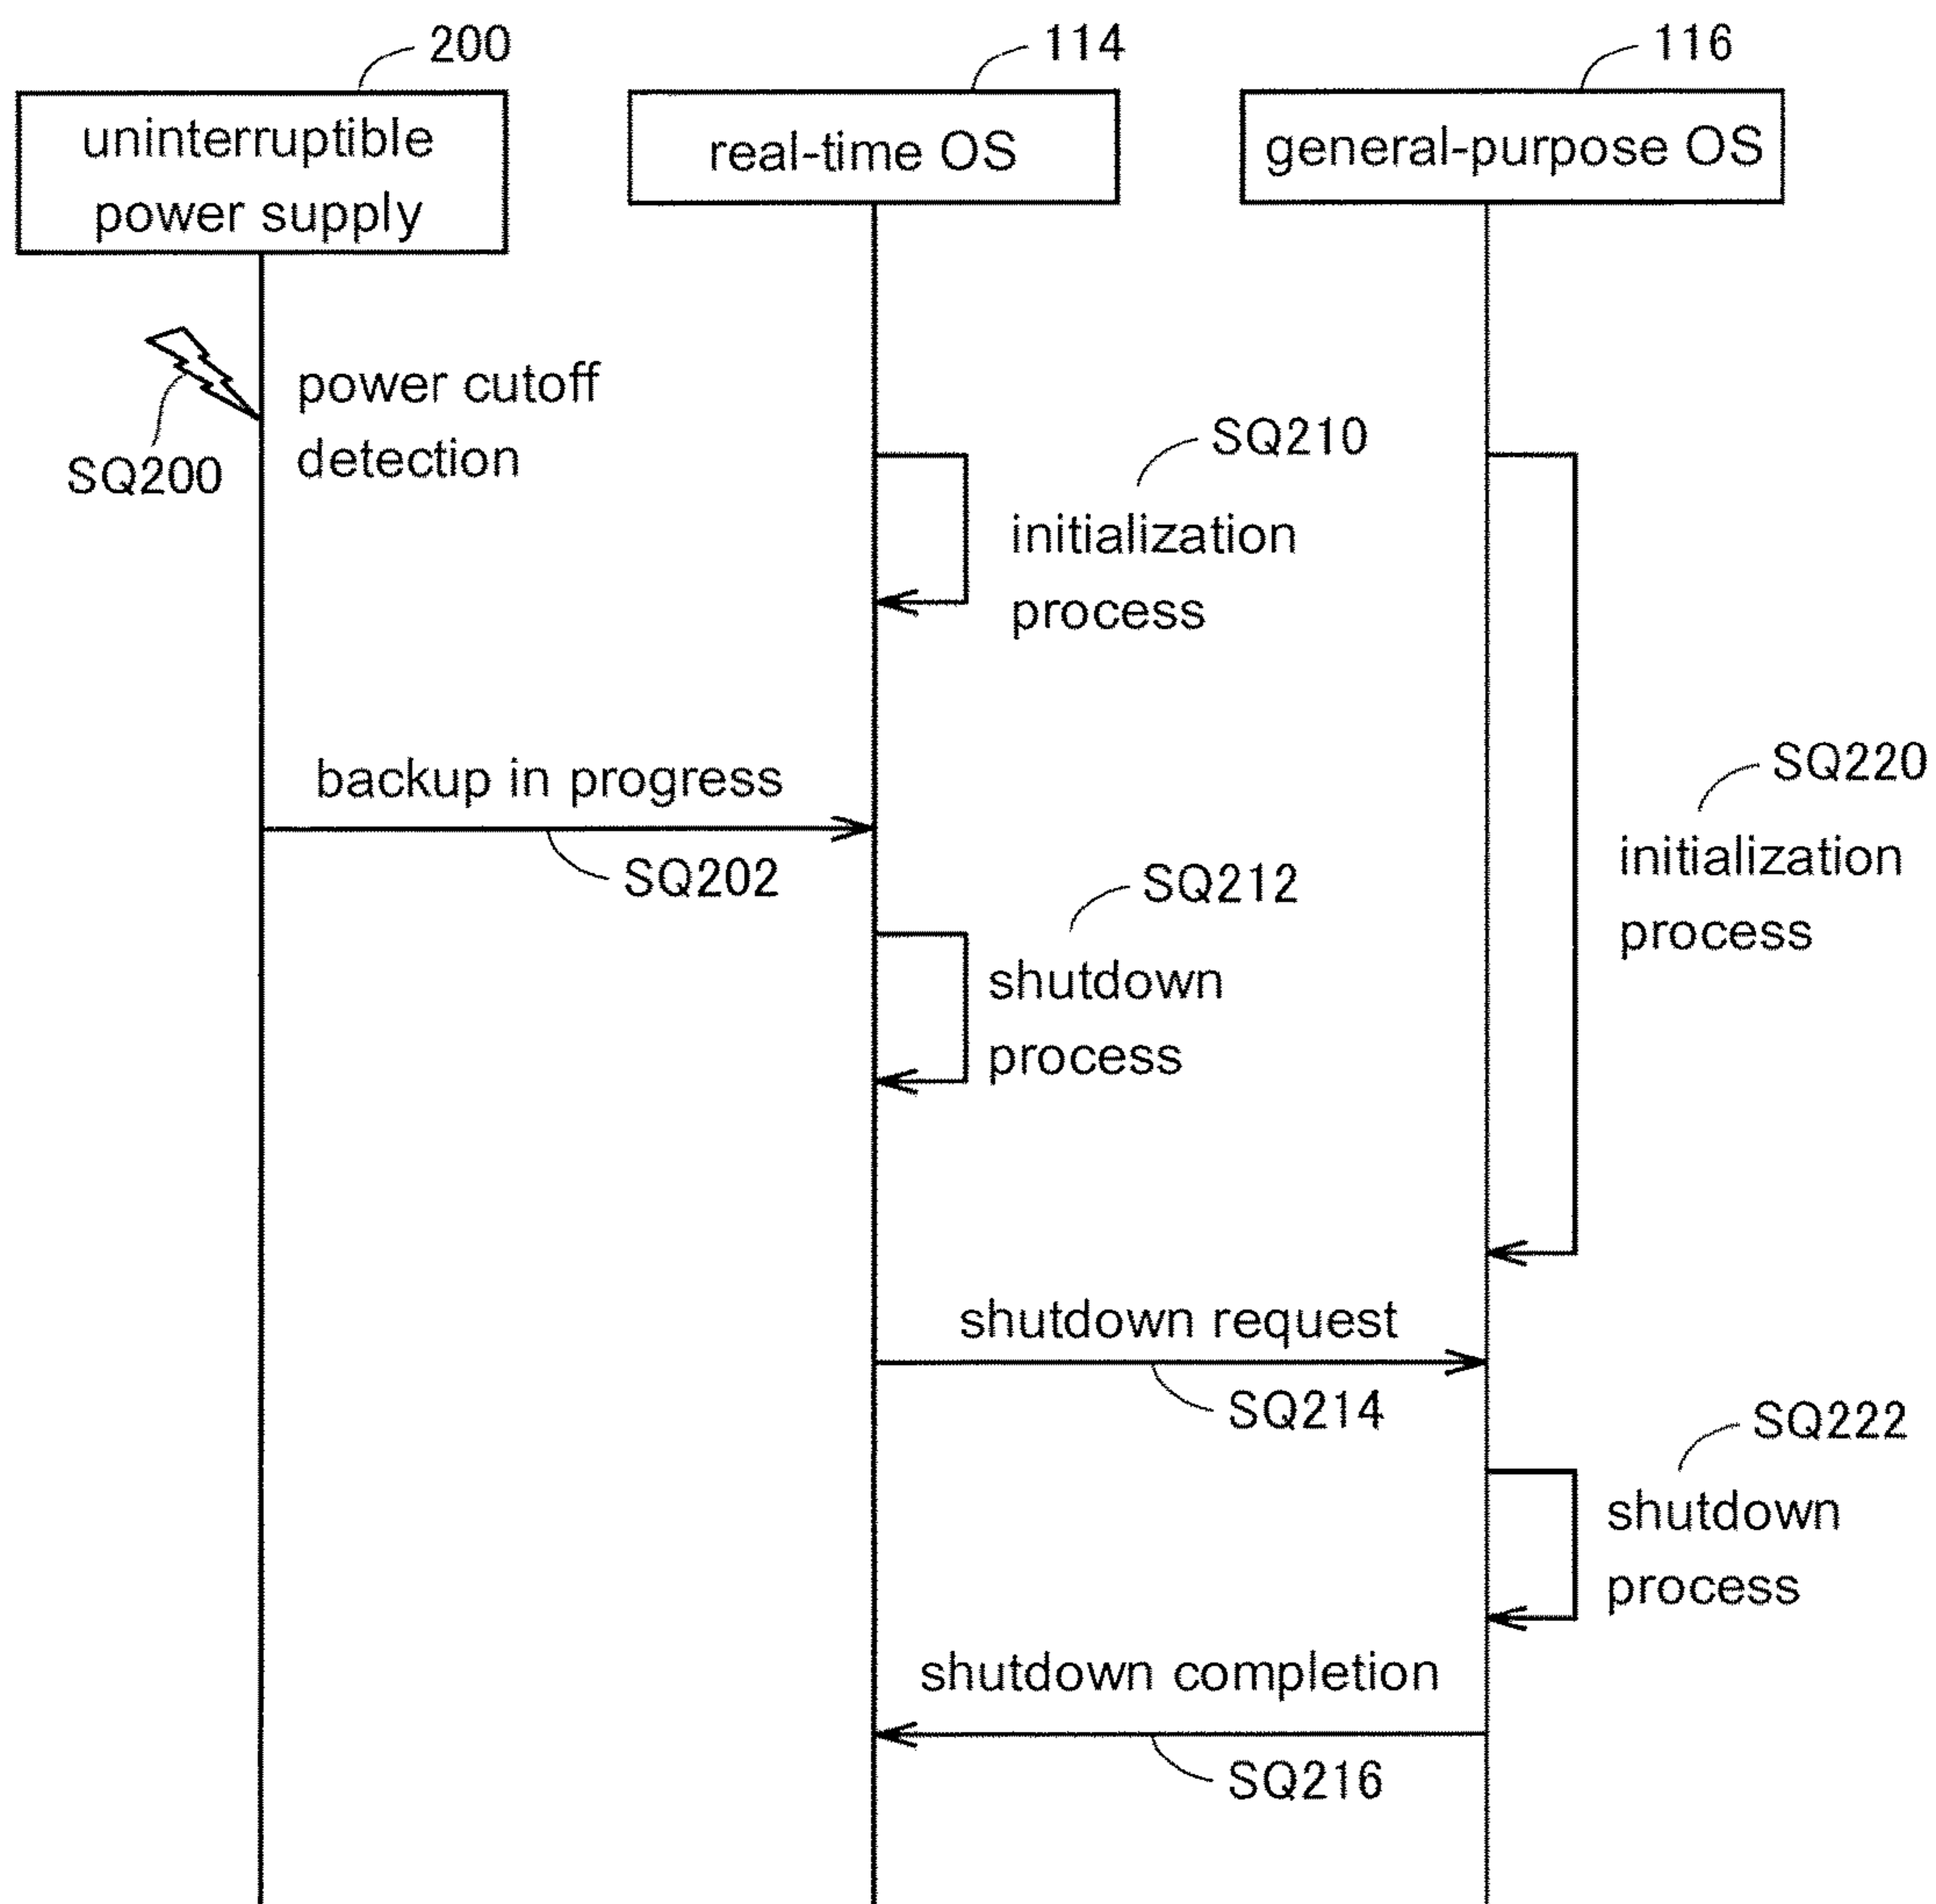 200
114
116
uninterruptible
power supply
real-time OS
general-purpose OS
power cutoff
detection
SQ200
SQ210
initialization
process
backup in progress
SQ202
SQ220
initialization
process
SQ212
shutdown
process
shutdown request
SQ214
SQ222
shutdown
process
shutdown completion
SQ216